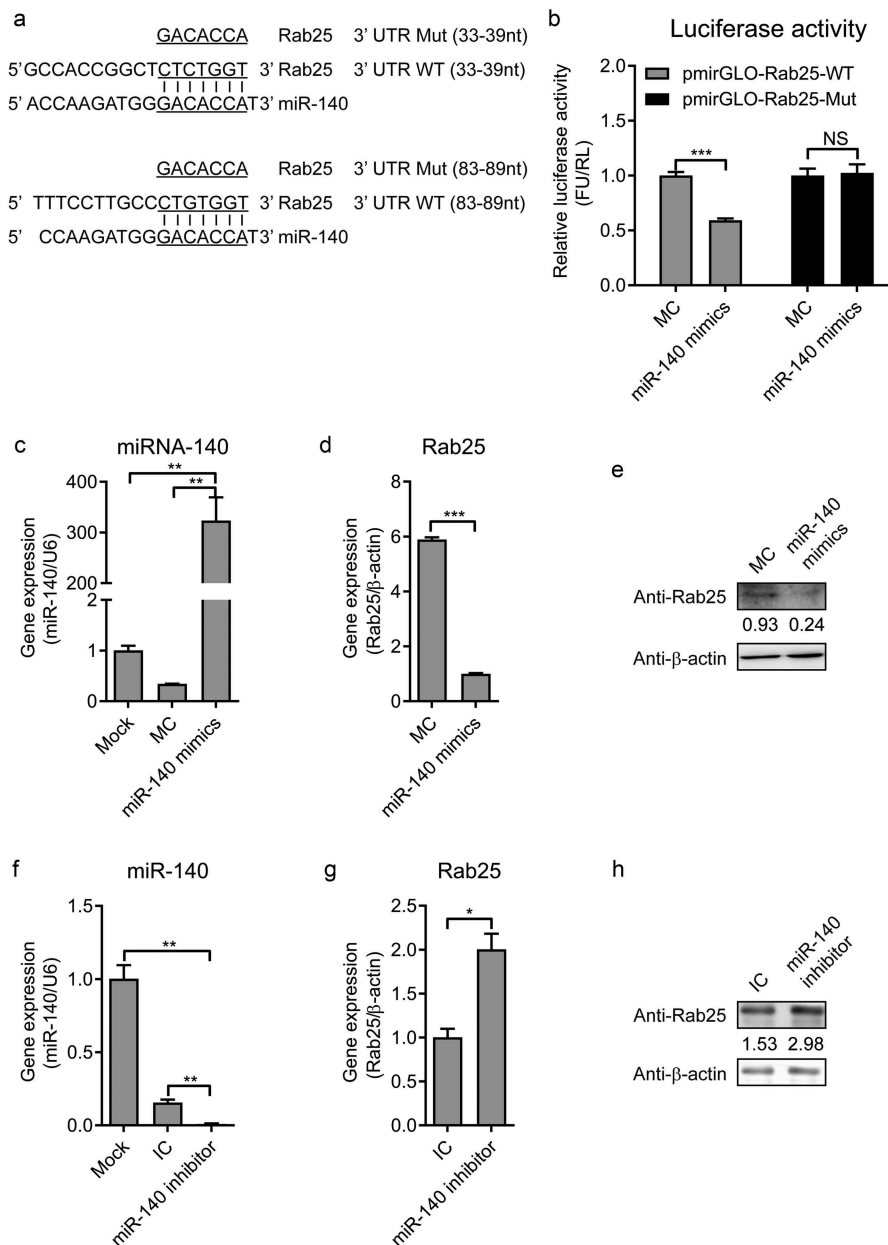 a
GACACCA Rab25 3’ UTR Mut (33-39nt)
5’GCCACCGGCTCTCTGGT 3’ Rab25 3’ UTR WT (33-39nt)
5’ACCAAGATGGGACACCAT3’ miR-140
GACACCA Rab25 3’ UTR Mut (83-89nt)
5’ TTTCCTTGCCCTGTGGT 3’ Rab25 3’ UTR WT (83-89nt)
5’ CCAAGATGGGACACCAT3’ miR-140
b
Luciferase activity
Relative luciferase activity
(FU/RL)
2.0
1.5
1.0
0.5
0.0
pmirGLO-Rab25-WT
pmirGLO-Rab25-Mut
***
NS
MC
miR-140 mimics
MC
miR-140 mimics
c
miRNA-140
Gene expression
(miR-140/U6)
400
300
200
1
0
**
**
Mock
MC
miR-140 mimics
d
Rab25
Gene expression
(Rab25/β-actin)
8
6
4
2
0
***
MC
miR-140 mimics
e
MC
miR-140
mimics
Anti-Rab25
0.93 0.24
Anti-β-actin
f
miR-140
Gene expression
(miR-140/U6)
1.5
1.0
0.5
0.0
**
**
Mock
IC
miR-140 inhibitor
g
Rab25
Gene expression
(Rab25/β-actin)
2.5
2.0
1.5
1.0
0.5
0.0
*
IC
miR-140 inhibitor
h
IC
miR-140
inhibitor
Anti-Rab25
1.53 2.98
Anti-β-actin